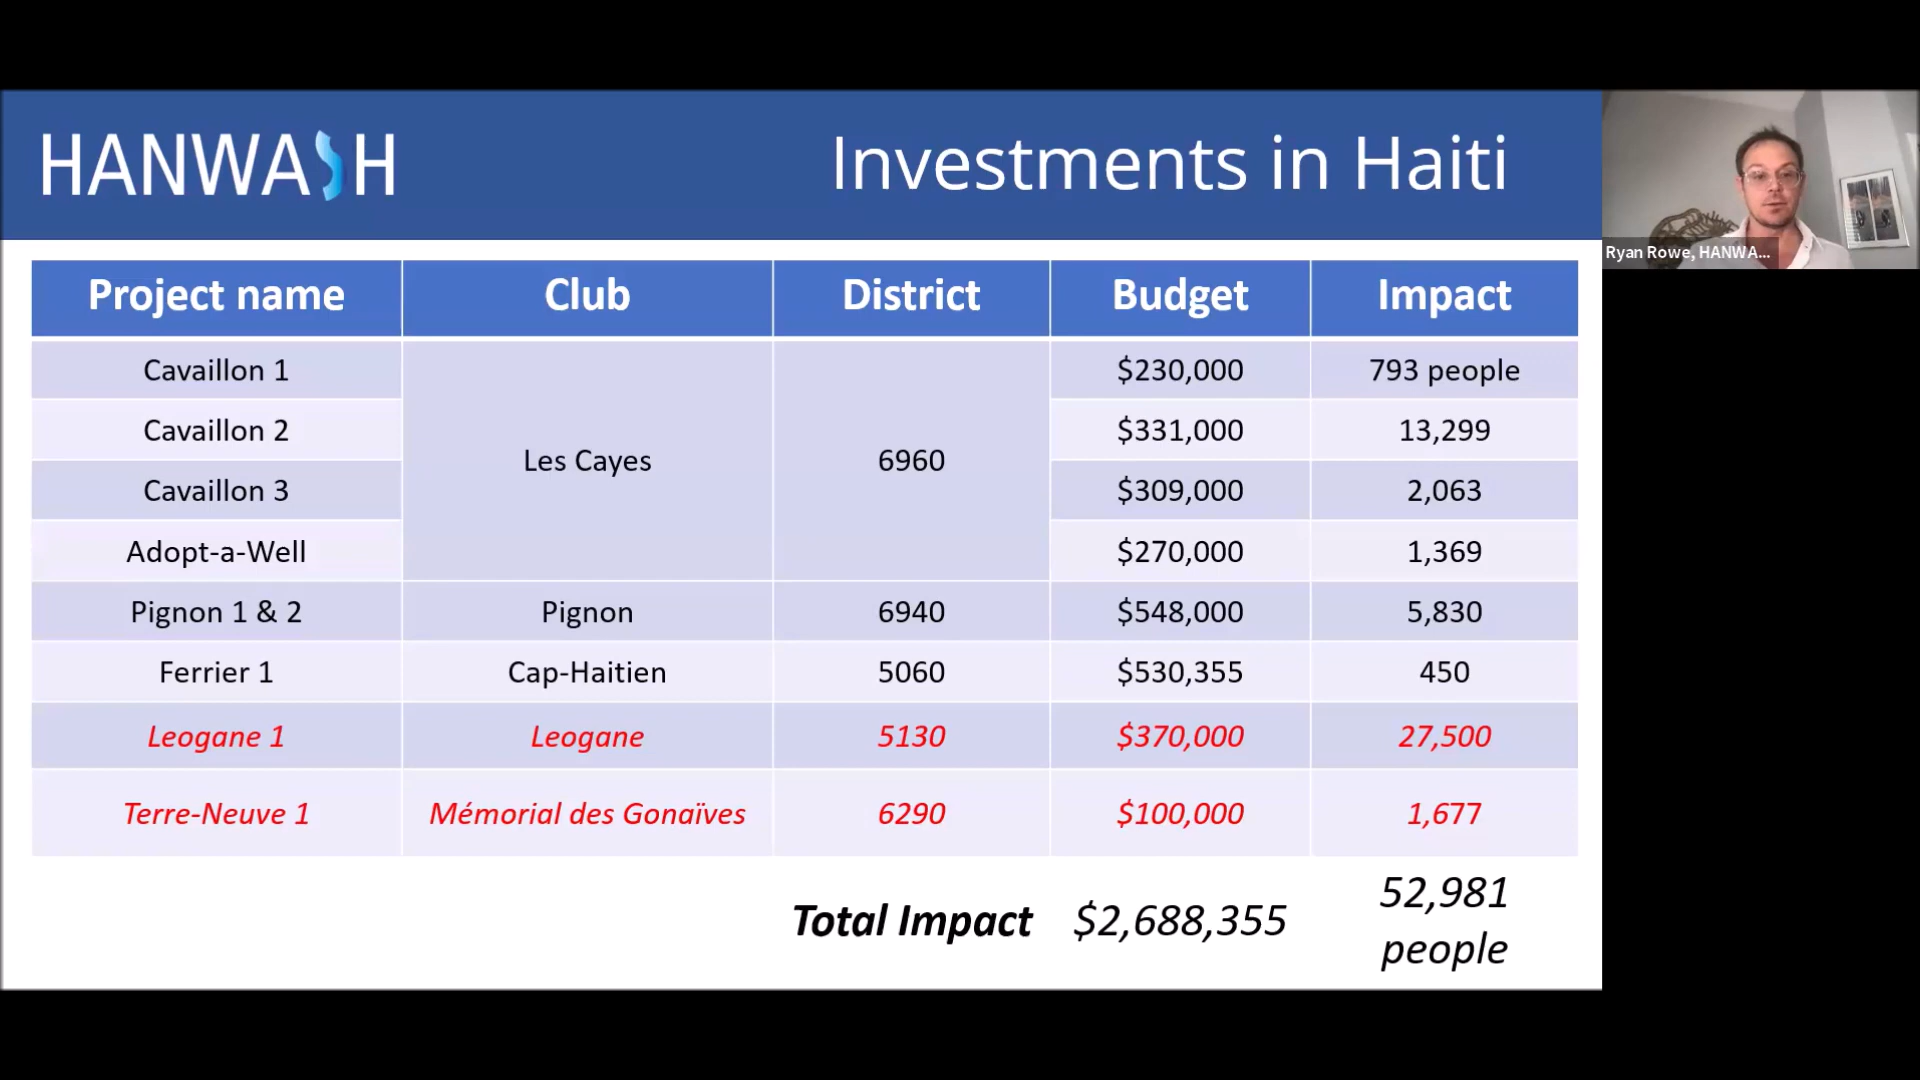 HANWASH
Investments in Haiti
Ryan Rowe, HANWA...
Project name Club District Budget Impact
Cavaillon 1 $230,000 793 people
Cavaillon 2 $331,000 13,299
Les Cayes 6960
Cavaillon 3 $309,000 2,063
Adopt-a-Well $270,000 1,369
Pignon 1 & 2 Pignon 6940 $548,000 5,830
Ferrier 1 Cap-Haitien 5060 $530,355 450
Leogane 1 Leogane 5130 $370,000 27,500
Terre-Neuve 1 Mémorial des Gonaïves 6290 $100,000 1,677
Total Impact $2,688,355 52,981
people